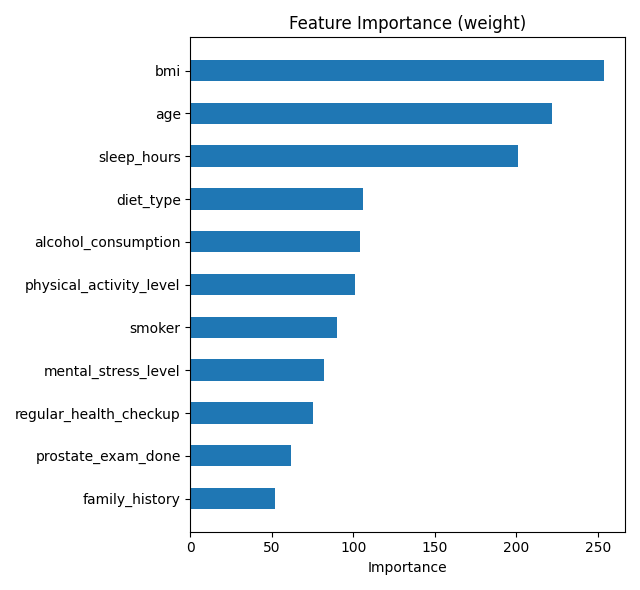 Feature Importance (weight)
bmi
age
sleep_hours
diet_type
alcohol_consumption
physical_activity_level
smoker
mental_stress_level
regular_health_checkup
prostate_exam_done
family_history
0 50 100 150 200 250
Importance